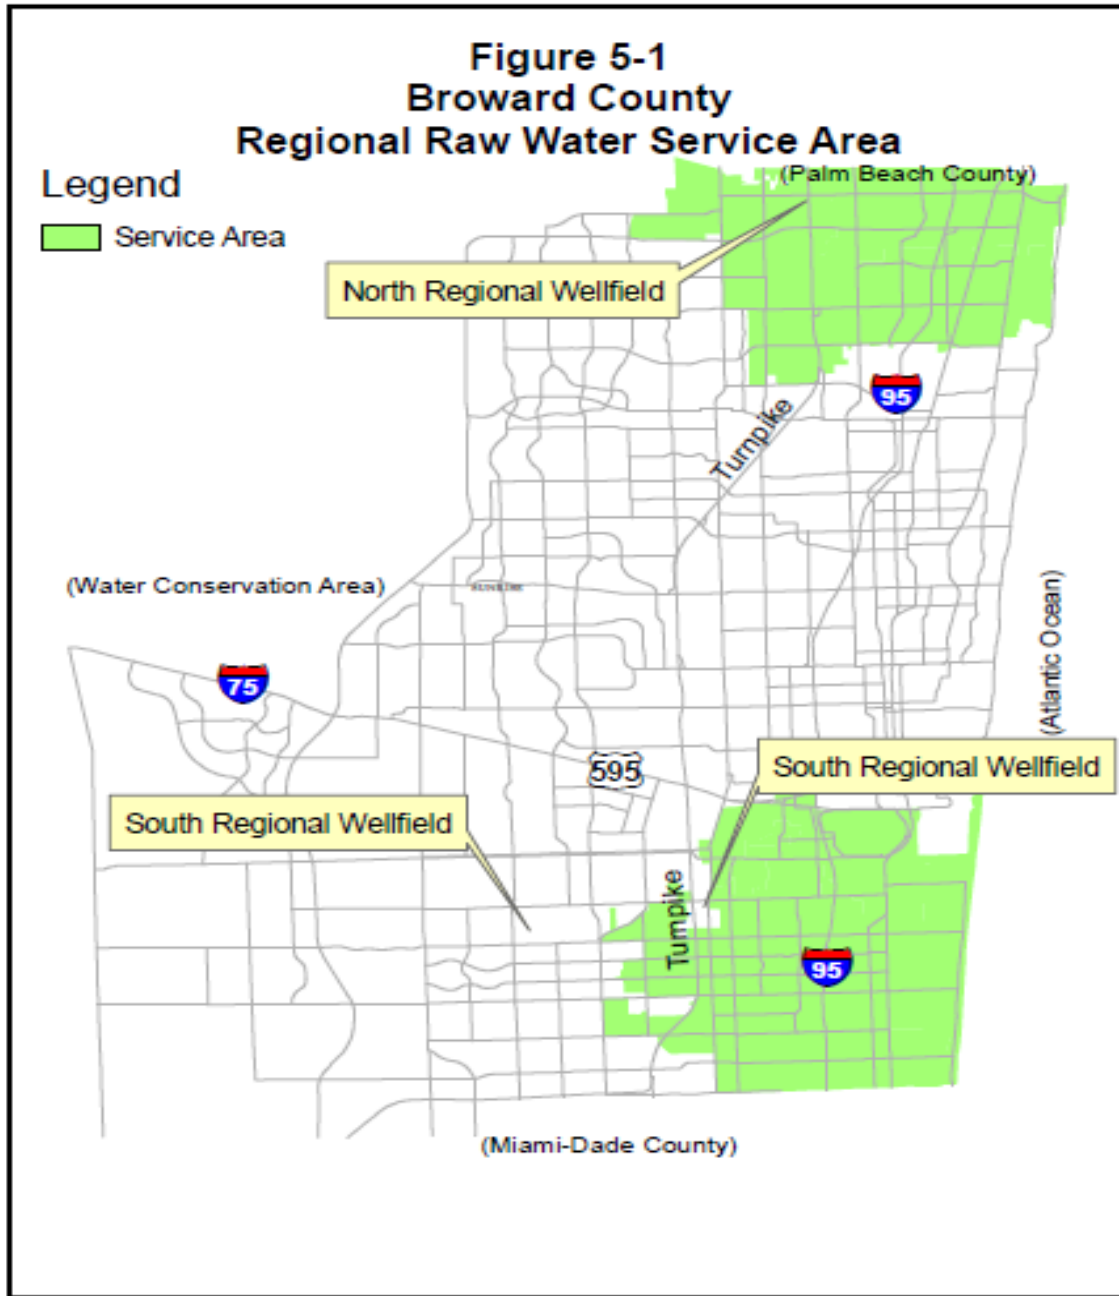 Figure 5-1
Broward County
Regional Raw Water Service Area
Legend
(Palm Beach County)
Service Area
North Regional Wellfield
95
Turnpike
(Water Conservation Area)
SUNRISE
(Atlantic Ocean)
75
595
South Regional Wellfield
South Regional Wellfield
Turnpike
95
(Miami-Dade County)